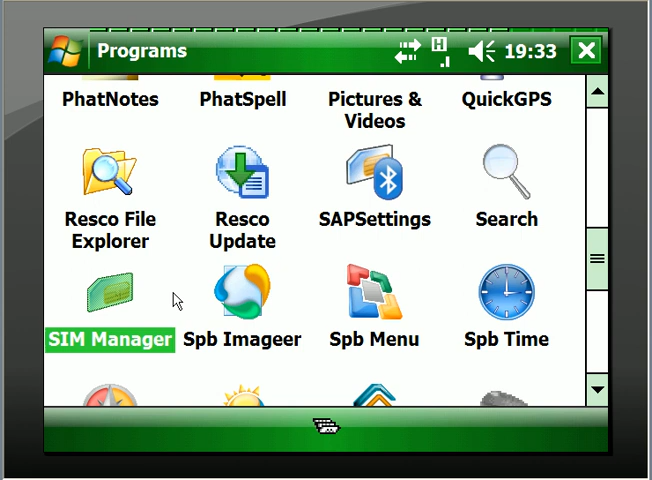 Programs
H
19:33
PhatNotes
PhatSpell
Pictures &
Videos
QuickGPS
Resco File
Explorer
Resco
Update
SAPSettings
Search
SIM Manager
Spb Imageer
Spb Menu
Spb Time